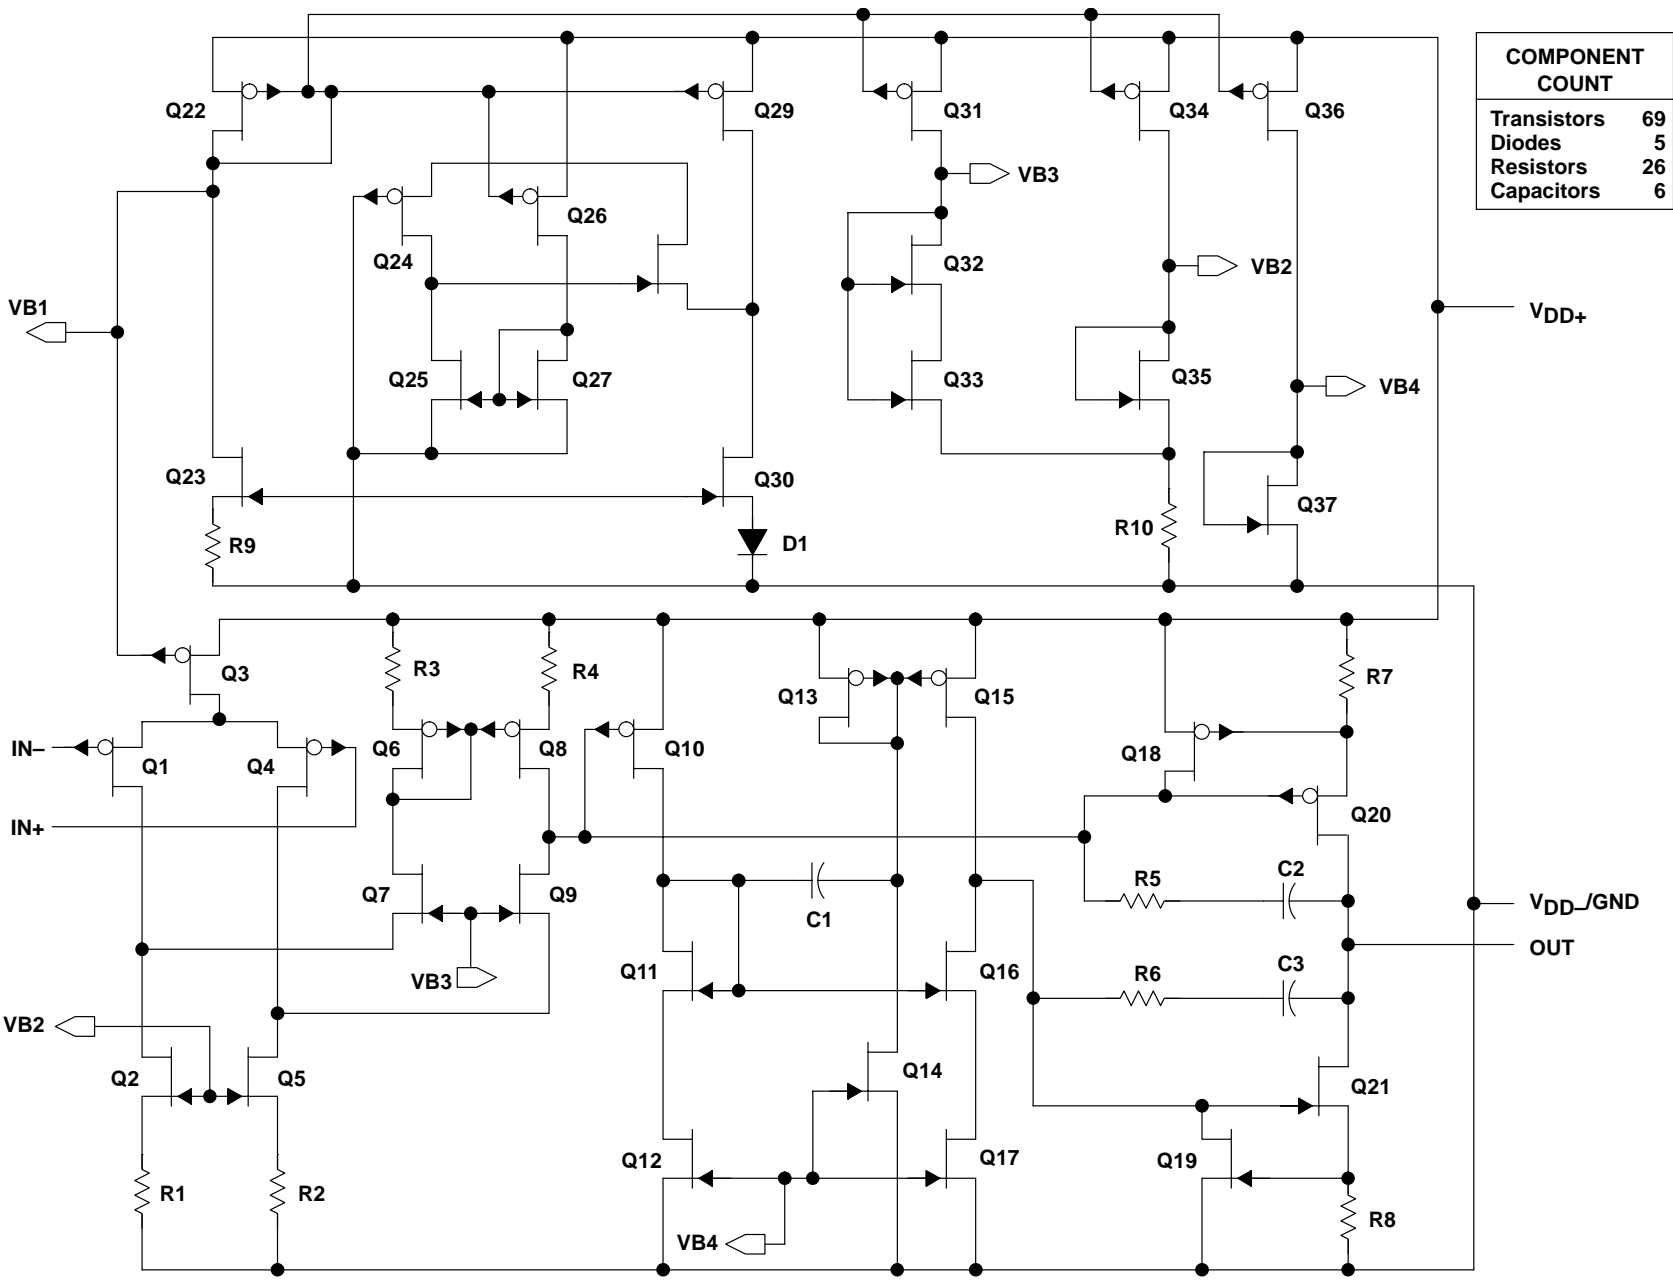 COMPONENT
COUNT
Transistors 69
Diodes 5
Resistors 26
Capacitors 6
Q22
Q29
Q31
Q34
Q36
VB3
Q26
Q24
Q32
VB2
VB1
VDD+
Q25
Q27
Q33
Q35
VB4
Q23
Q30
Q37
R9
D1
R10
Q3
R3
R4
Q13
Q15
R7
IN–
Q1
Q4
Q6
Q8
Q10
Q18
IN+
Q20
Q7
Q9
C1
R5
C2
VDD–/GND
OUT
VB3
Q11
Q16
R6
C3
VB2
Q2
Q5
Q14
Q21
Q12
Q17
Q19
R1
R2
R8
VB4